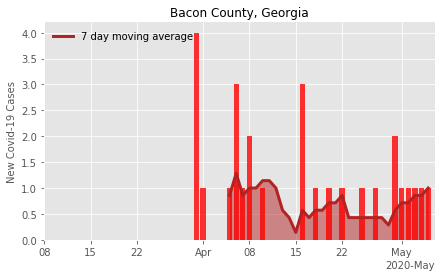 Bacon County, Georgia
7 day moving average
New Covid-19 Cases
4.0
3.5
3.0
2.5
2.0
1.5
1.0
0.5
0.0
08 15 22 Apr 08 15 22 May
2020-May